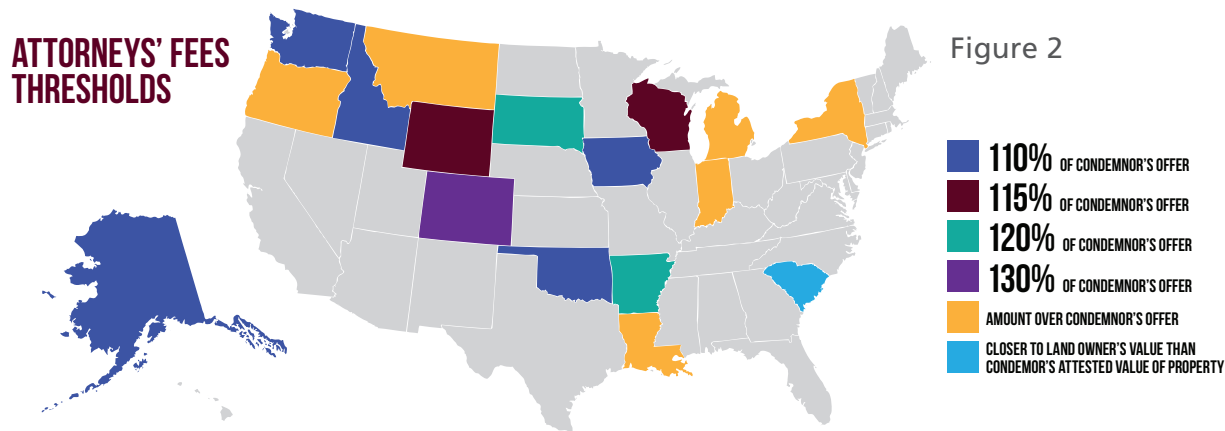 ATTORNEYS' FEES
THRESHOLDS
Figure 2
110% OF CONDEMNOR'S OFFER
115% OF CONDEMNOR'S OFFER
120% OF CONDEMNOR'S OFFER
130% OF CONDEMNOR'S OFFER
AMOUNT OVER CONDEMNOR'S OFFER
CLOSER TO LAND OWNER'S VALUE THAN
CONDEMOR'S ATTESTED VALUE OF PROPERTY